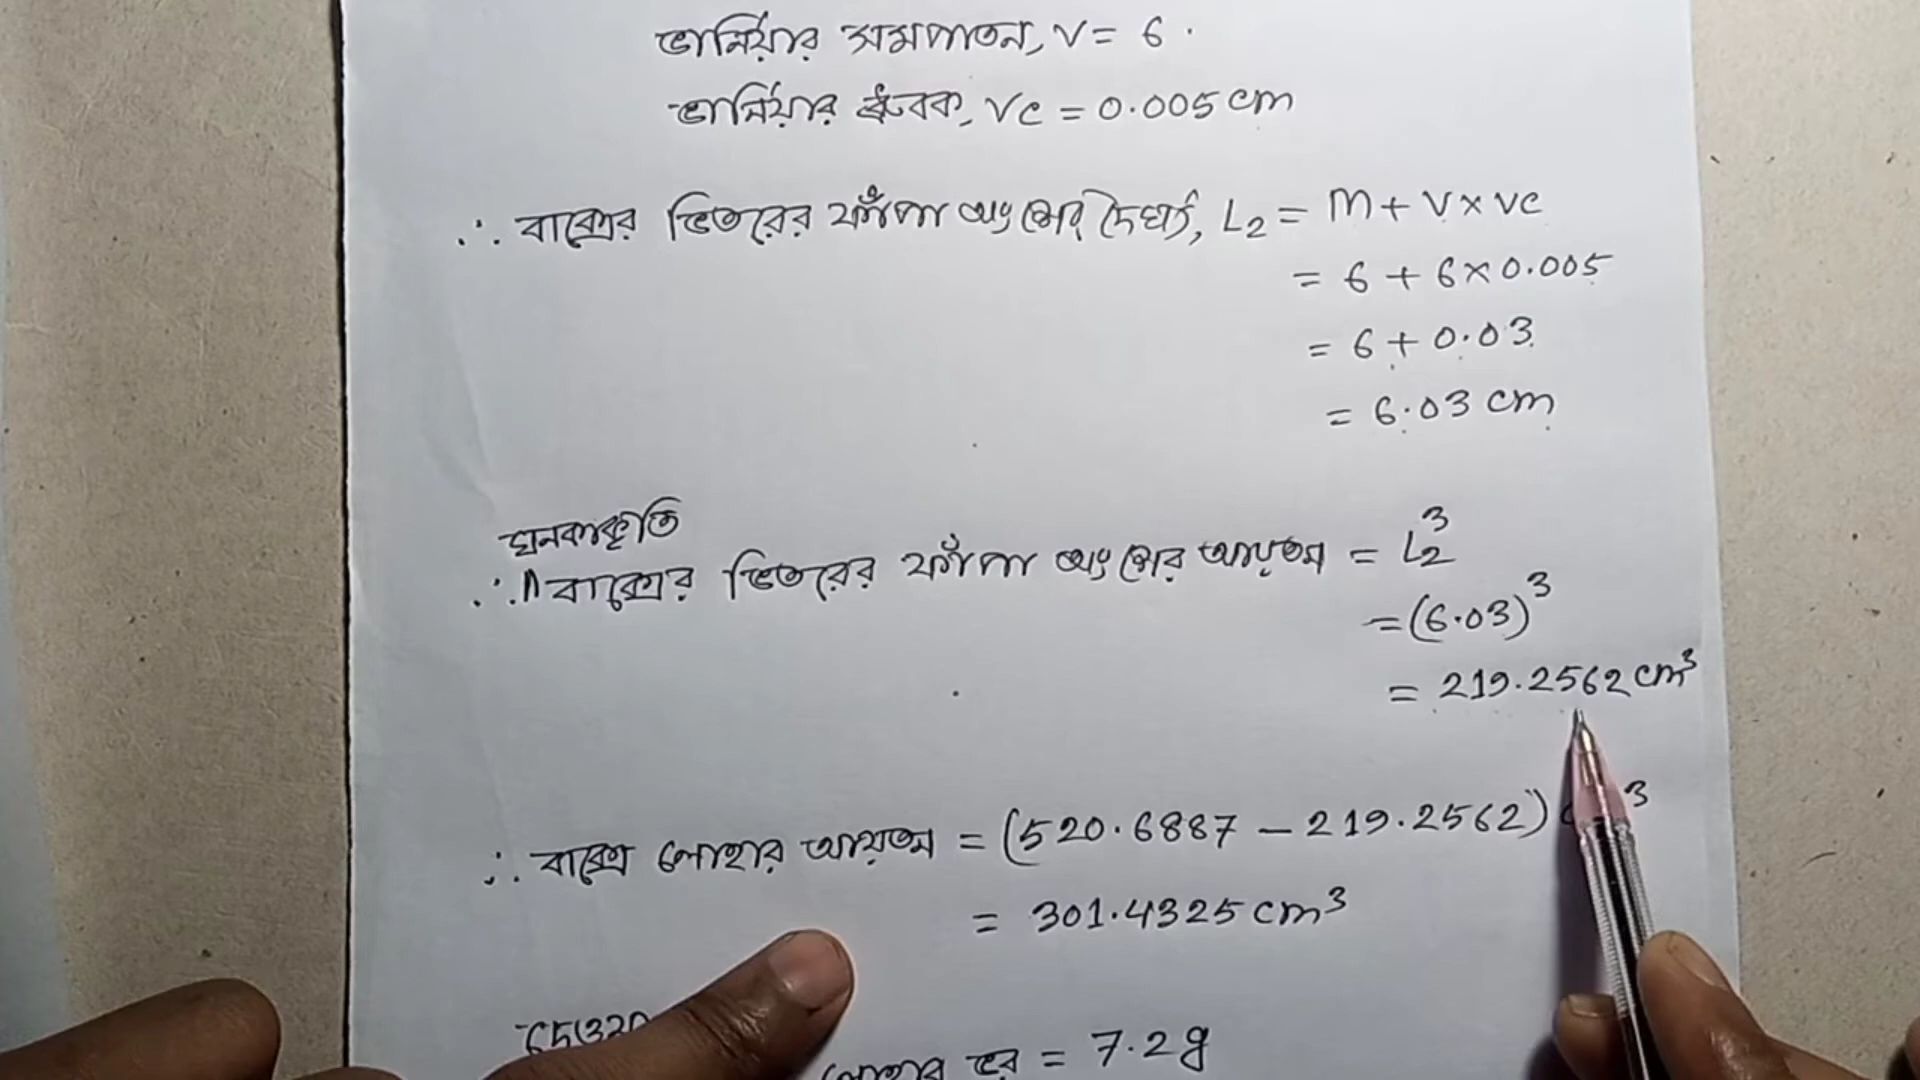 ভার্নিয়ার সমপাতন, V = 6 .
ভার্নিয়ার ধ্রুবক, VC = 0.005 cm
∴ বাক্সের ভিতরের ফাঁপা অংশের দৈর্ঘ্য, L₂ = M + V × VC
= 6 + 6 × 0.005
= 6 + 0.03
= 6.03 cm
ঘনকাকৃতি
∴ বাক্সের ভিতরের ফাঁপা অংশের আয়তন = L₂³
= (6.03)³
= 219.2562 cm³
∴ বাক্সে লোহার আয়তন = (520.6887 – 219.2562)
= 301.4325 cm³
লোহার ভর = 7.2 g